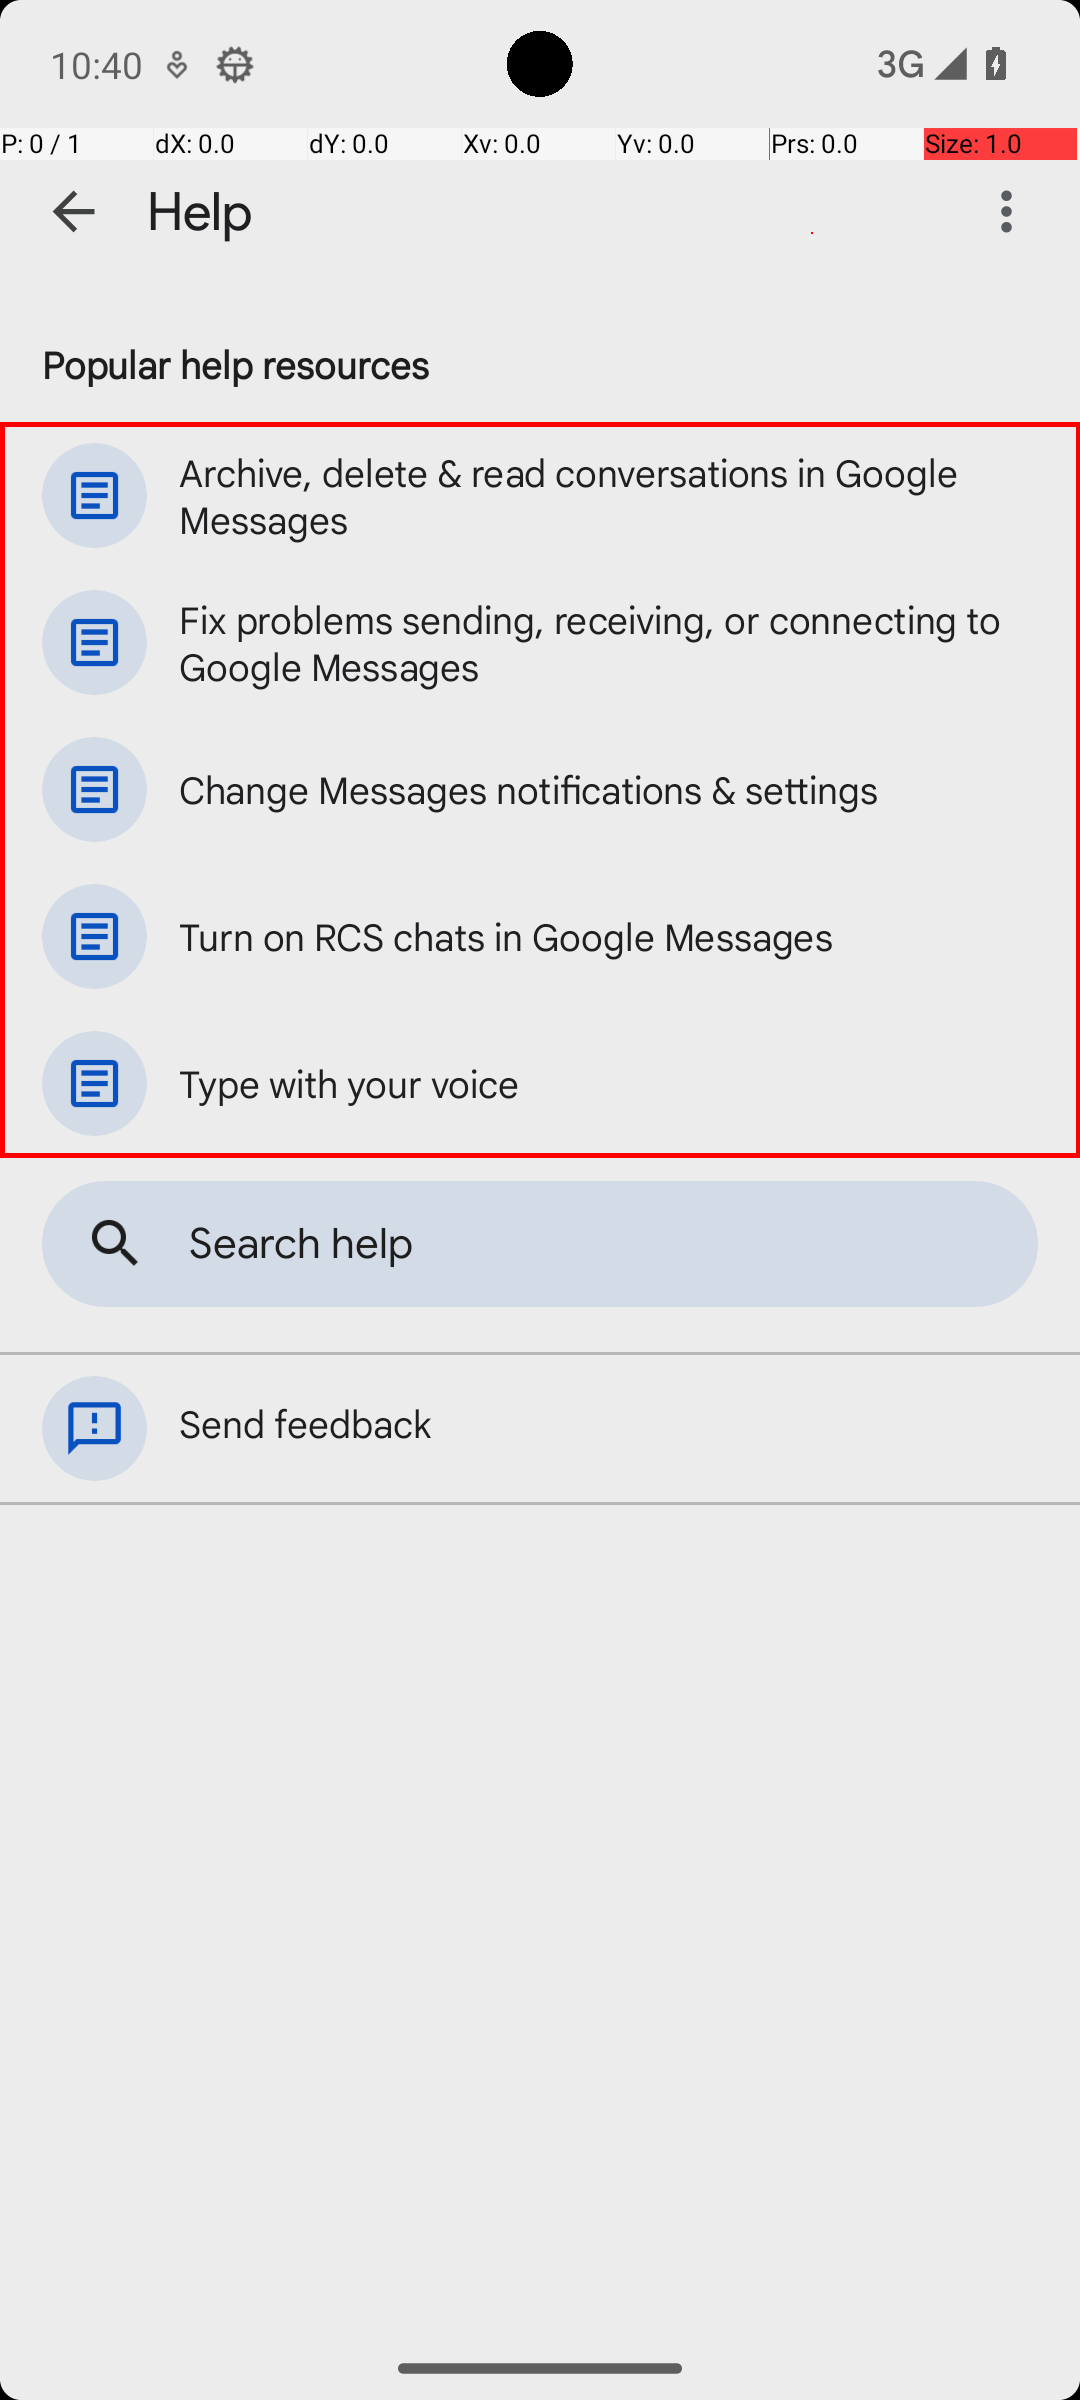 10:40
3G
P: 0 / 1 dX: 0.0 dY: 0.0 Xv: 0.0 Yv: 0.0 Prs: 0.0 Size: 1.0
Help
Popular help resources
Archive, delete & read conversations in Google
Messages
Fix problems sending, receiving, or connecting to
Google Messages
Change Messages notifications & settings
Turn on RCS chats in Google Messages
Type with your voice
Search help
Send feedback